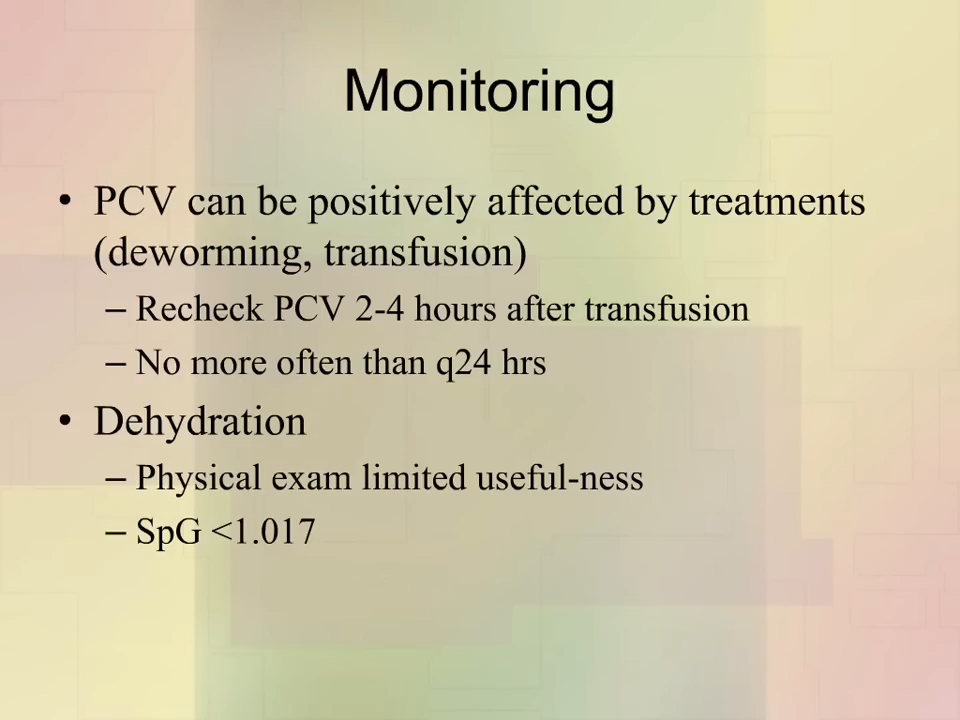 Monitoring
• PCV can be positively affected by treatments
(deworming, transfusion)
– Recheck PCV 2-4 hours after transfusion
– No more often than q24 hrs
• Dehydration
– Physical exam limited useful-ness
– SpG <1.017